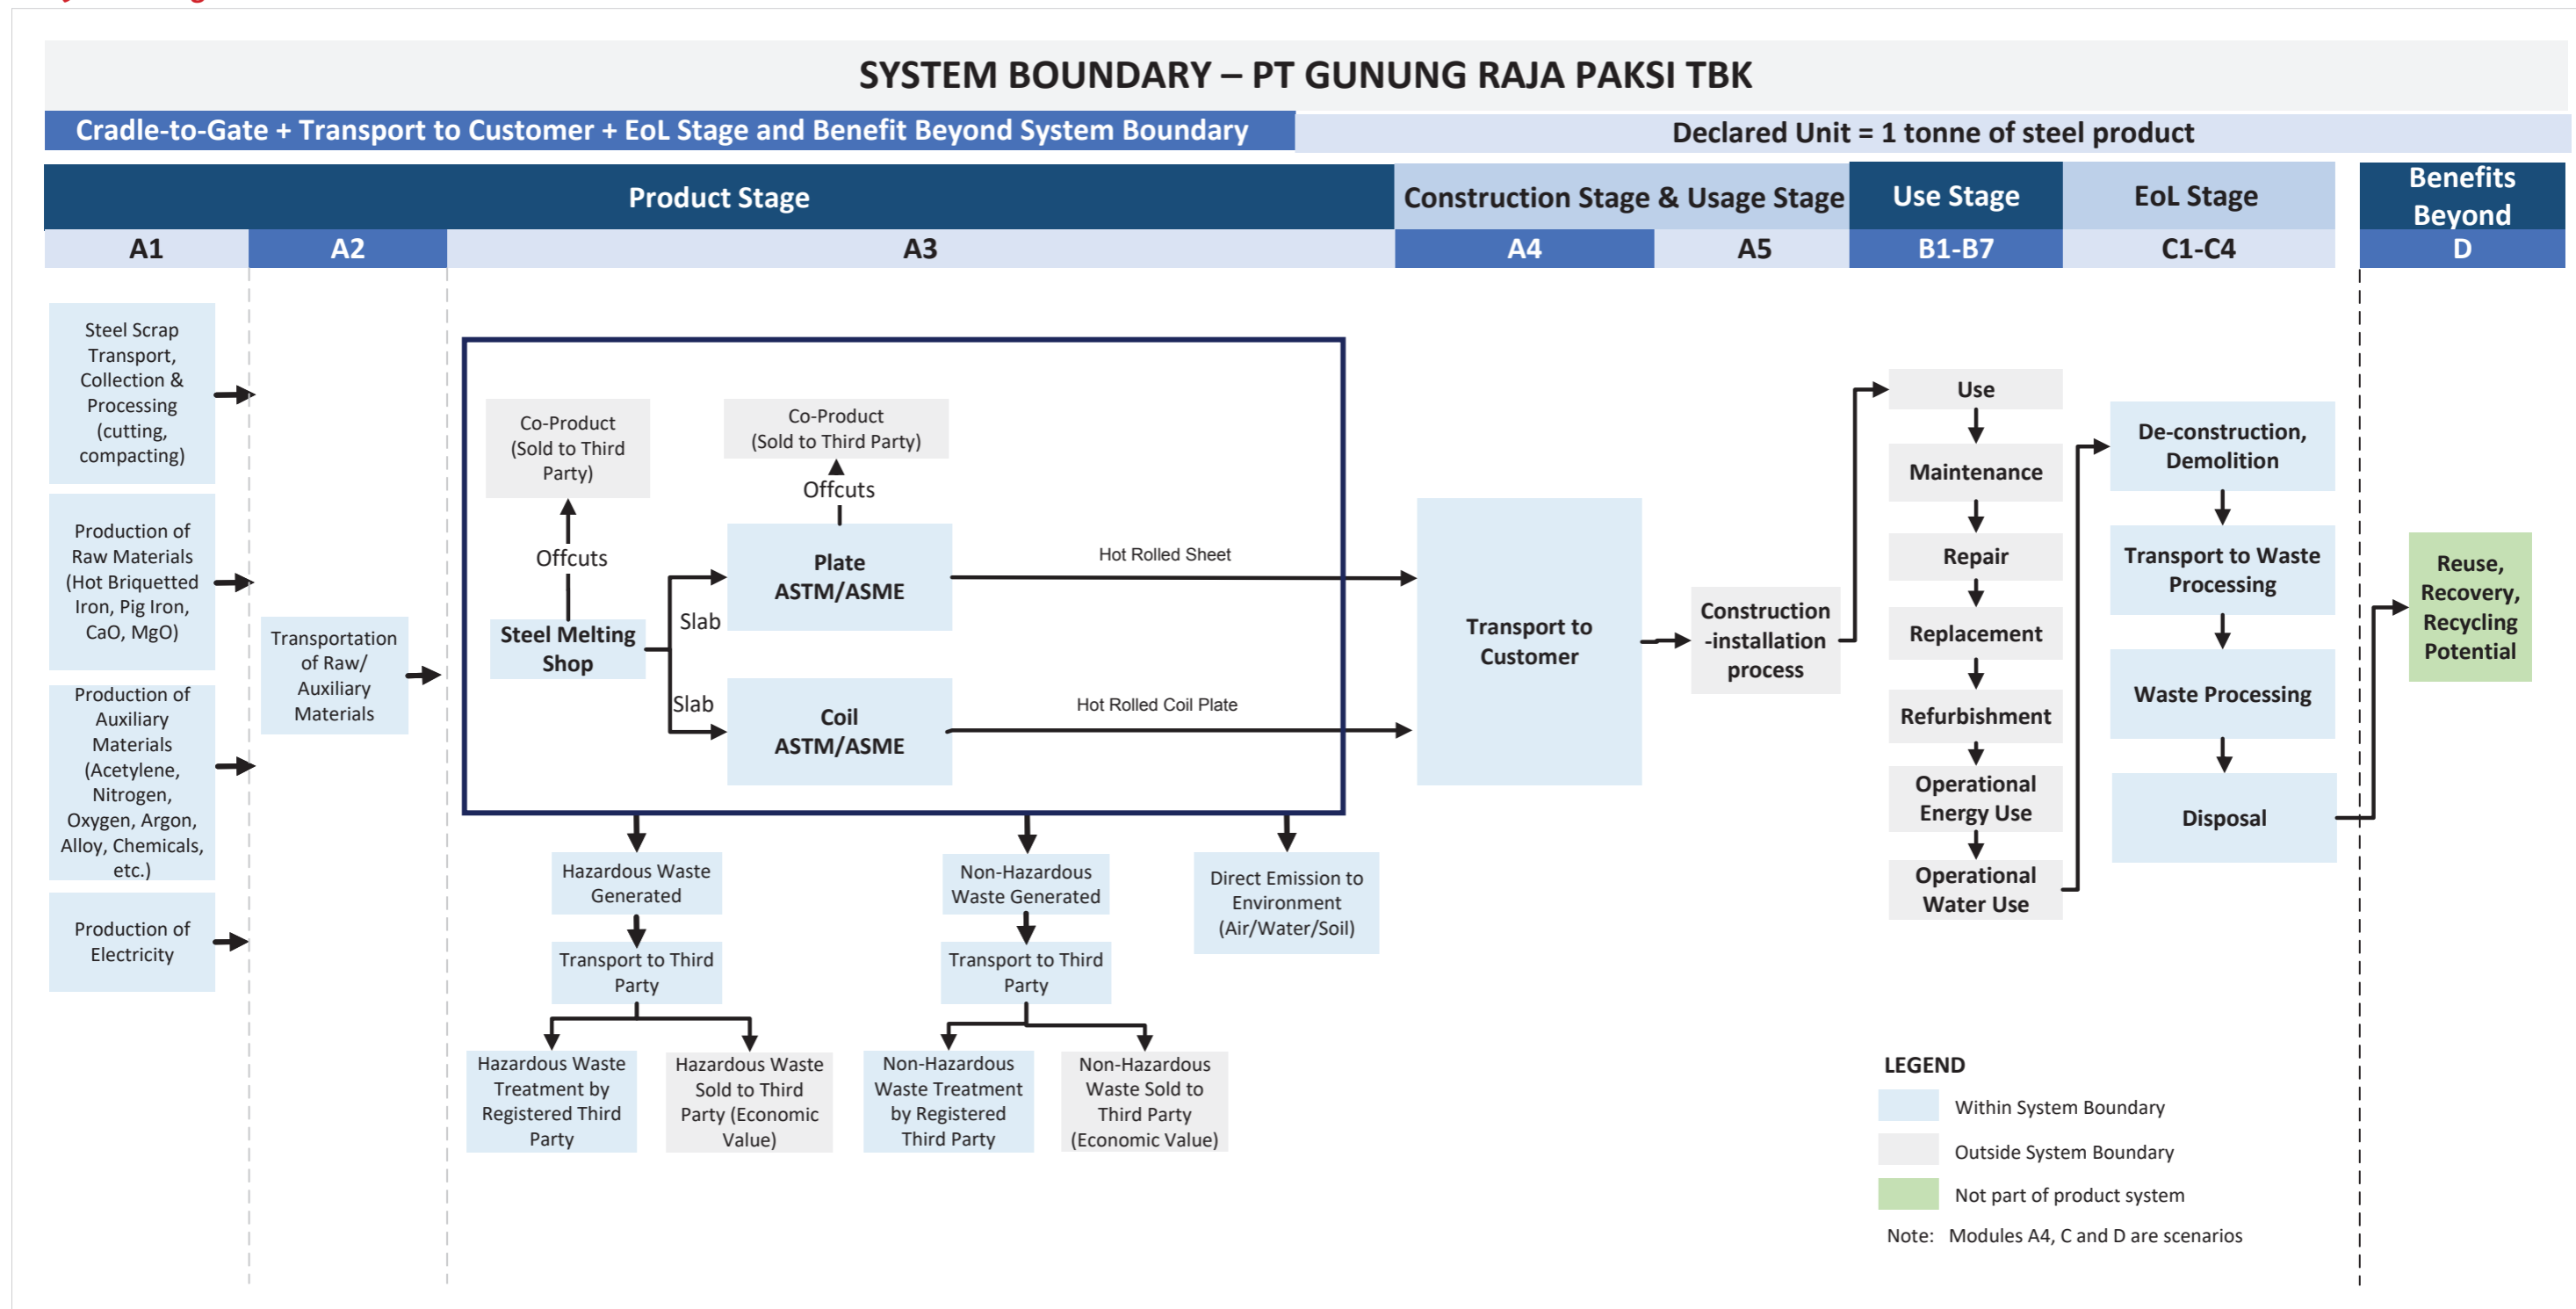 SYSTEM BOUNDARY – PT GUNUNG RAJA PAKSI TBK
Cradle-to-Gate + Transport to Customer + EoL Stage and Benefit Beyond System Boundary
Declared Unit = 1 tonne of steel product
Product Stage
Construction Stage & Usage Stage
Use Stage
EoL Stage
Benefits
Beyond
A1
A2
A3
A4
A5
B1-B7
C1-C4
D
Steel Scrap
Transport,
Collection &
Processing
(cutting,
compacting)
Production of
Raw Materials
(Hot Briquetted
Iron, Pig Iron,
CaO, MgO)
Production of
Auxiliary
Materials
(Acetylene,
Nitrogen,
Oxygen, Argon,
Alloy, Chemicals,
etc.)
Production of
Electricity
Transportation
of Raw/
Auxiliary
Materials
Co-Product
(Sold to Third
Party)
Offcuts
Steel Melting
Shop
Co-Product
(Sold to Third Party)
Offcuts
Slab
Plate
ASTM/ASME
Slab
Coil
ASTM/ASME
Hot Rolled Sheet
Hot Rolled Coil Plate
Hazardous Waste
Generated
Transport to Third
Party
Hazardous Waste
Treatment by
Registered Third
Party
Hazardous Waste
Sold to Third
Party (Economic
Value)
Non-Hazardous
Waste Generated
Transport to Third
Party
Non-Hazardous
Waste Treatment
by Registered
Third Party
Non-Hazardous
Waste Sold to
Third Party
(Economic Value)
Direct Emission to
Environment
(Air/Water/Soil)
Transport to
Customer
Construction
-installation
process
Use
Maintenance
Repair
Replacement
Refurbishment
Operational
Energy Use
Operational
Water Use
De-construction,
Demolition
Transport to Waste
Processing
Waste Processing
Disposal
Reuse,
Recovery,
Recycling
Potential
LEGEND
Within System Boundary
Outside System Boundary
Not part of product system
Note: Modules A4, C and D are scenarios